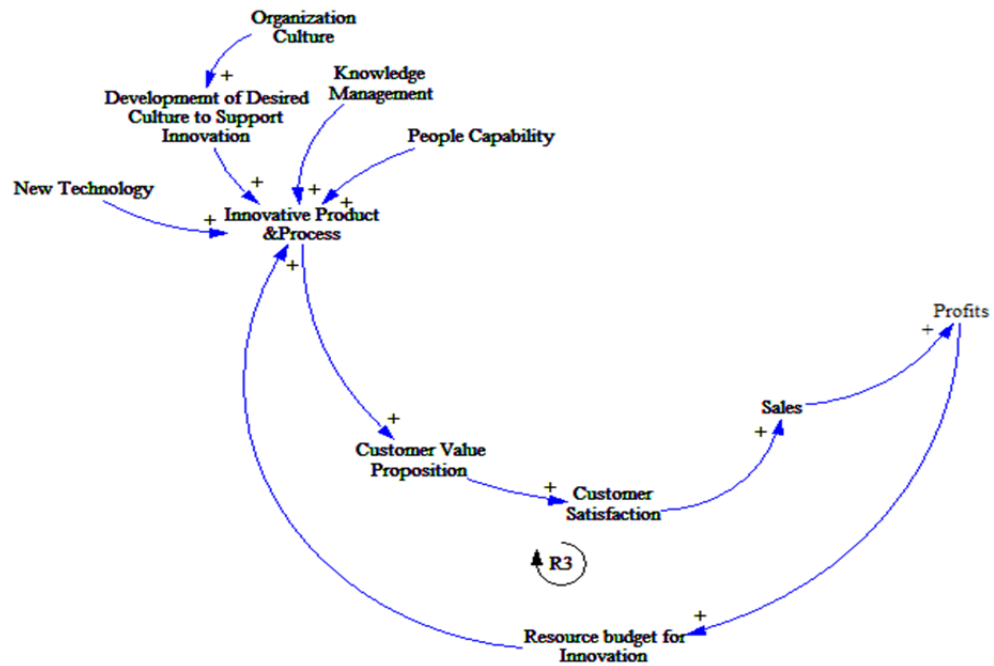 Organization
Culture
+
Knowledge
Management
Developmemt of Desired
Culture to Support
Innovation
People Capability
New Technology
+
+
+
+
Innovative Product
&Process
+
Profits
+
Sales
+
+
Customer Value
Proposition
+
Customer
Satisfaction
R3
+
Resource budget for
Innovation